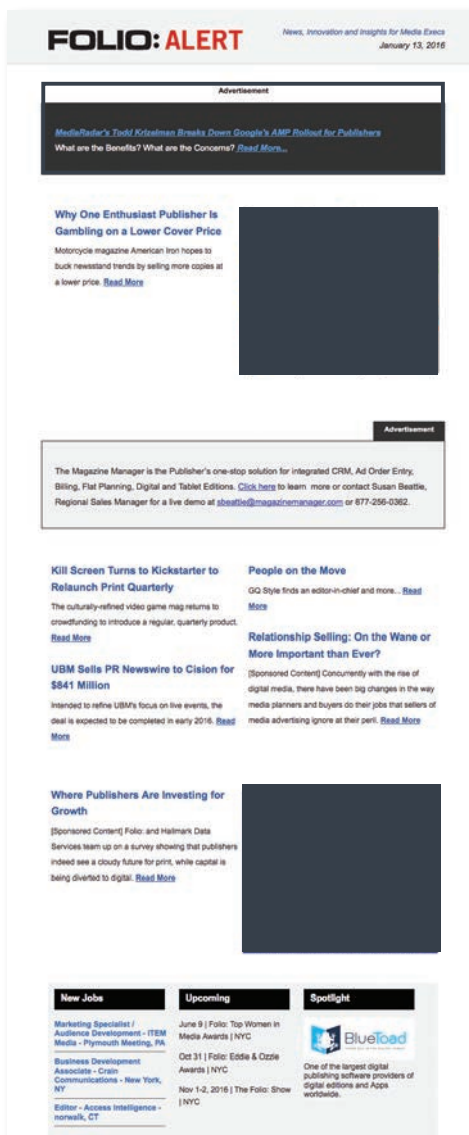 FOLIO: ALERT
News, Innovation and Insights for Media Execs
January 13, 2016
Advertisement
MediaRadar's Todd Krizelman Breaks Down Google's AMP Rollout for Publishers
What are the Benefits? What are the Concerns? Read More...
Why One Enthusiast Publisher Is
Gambling on a Lower Cover Price
Motorcycle magazine American Iron hopes to
buck newsstand trends by selling more copies at
a lower price. Read More
Advertisement
The Magazine Manager is the Publisher's one-stop solution for integrated CRM, Ad Order Entry,
Billing, Flat Planning, Digital and Tablet Editions. Click here to learn more or contact Susan Beattie,
Regional Sales Manager for a live demo at sbeattie@magazinemanager.com or 877-256-0362.
Kill Screen Turns to Kickstarter to
Relaunch Print Quarterly
The culturally-refined video game mag returns to
crowdfunding to introduce a regular, quarterly product.
Read More
UBM Sells PR Newswire to Cision for
$841 Million
Intended to refine UBM's focus on live events, the
deal is expected to be completed in early 2016. Read
More
People on the Move
GQ Style finds an editor-in-chief and more... Read
More
Relationship Selling: On the Wane or
More Important than Ever?
[Sponsored Content] Concurrently with the rise of
digital media, there have been big changes in the way
media planners and buyers do their jobs that sellers of
media advertising ignore at their peril. Read More
Where Publishers Are Investing for
Growth
[Sponsored Content] Folio: and Hallmark Data
Services team up on a survey showing that publishers
indeed see a cloudy future for print, while capital is
being diverted to digital. Read More
New Jobs
Marketing Specialist /
Audience Development - ITEM
Media - Plymouth Meeting, PA
Business Development
Associate - Crain
Communications - New York,
NY
Editor - Access Intelligence -
norwalk, CT
Upcoming
June 9 | Folio: Top Women in
Media Awards | NYC
Oct 31 | Folio: Eddie & Ozzie
Awards | NYC
Nov 1-2, 2016 | The Folio: Show
| NYC
Spotlight
BlueToad
One of the largest digital
publishing software providers of
digital editions and Apps
worldwide.